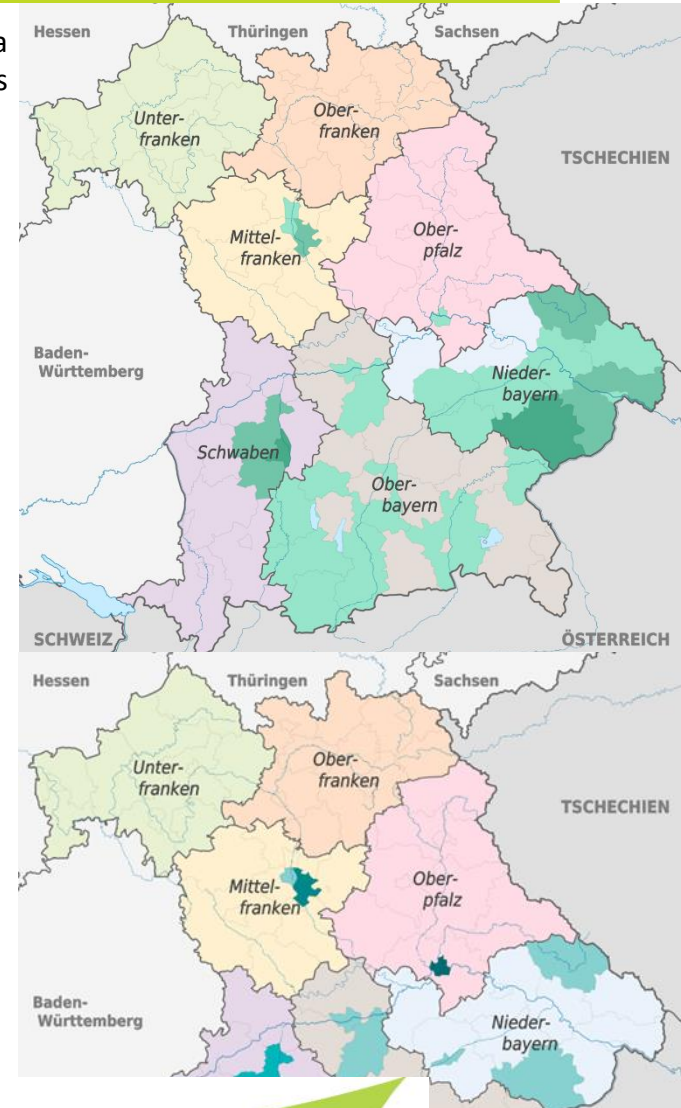 a
s
Hessen
Thüringen
Sachsen
Unter-
franken
Ober-
franken
TSCHECHIEN
Mittel-
franken
Ober-
pfalz
Baden-
Württemberg
Nieder-
bayern
Schwaben
Ober-
bayern
SCHWEIZ
ÖSTERREICH
Hessen
Thüringen
Sachsen
Unter-
franken
Ober-
franken
TSCHECHIEN
Mittel-
franken
Ober-
pfalz
Baden-
Württemberg
Nieder-
bayern